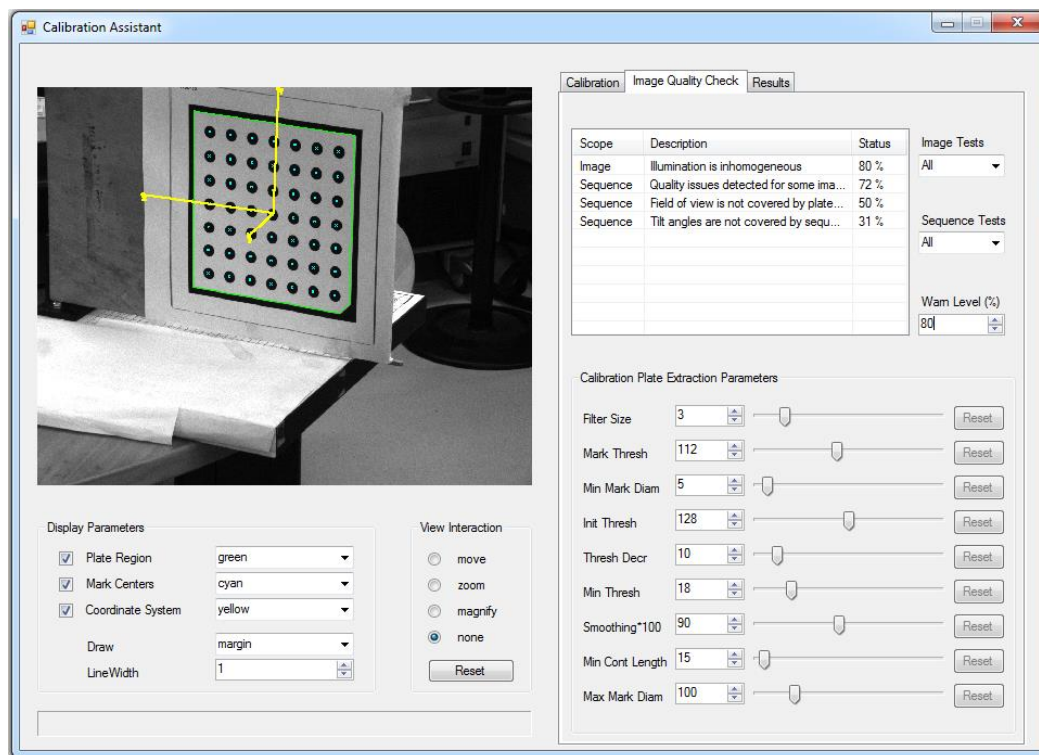 Calibration Assistant
Calibration Image Quality Check Results
Scope Description Status
Image Illumination is inhomogeneous 80 %
Sequence Quality issues detected for some ima... 72 %
Sequence Field of view is not covered by plate... 50 %
Sequence Tilt angles are not covered by sequ... 31 %
Image Tests
All
Sequence Tests
All
Warn Level (%)
80
Calibration Plate Extraction Parameters
Filter Size 3 Reset
Mark Thresh 112 Reset
Min Mark Diam 5 Reset
Init Thresh 128 Reset
Thresh Decr 10 Reset
Min Thresh 18 Reset
Smoothing*100 90 Reset
Min Cont Length 15 Reset
Max Mark Diam 100 Reset
Display Parameters
Plate Region green
Mark Centers cyan
Coordinate System yellow
Draw margin
LineWidth 1
View Interaction
move
zoom
magnify
none
Reset